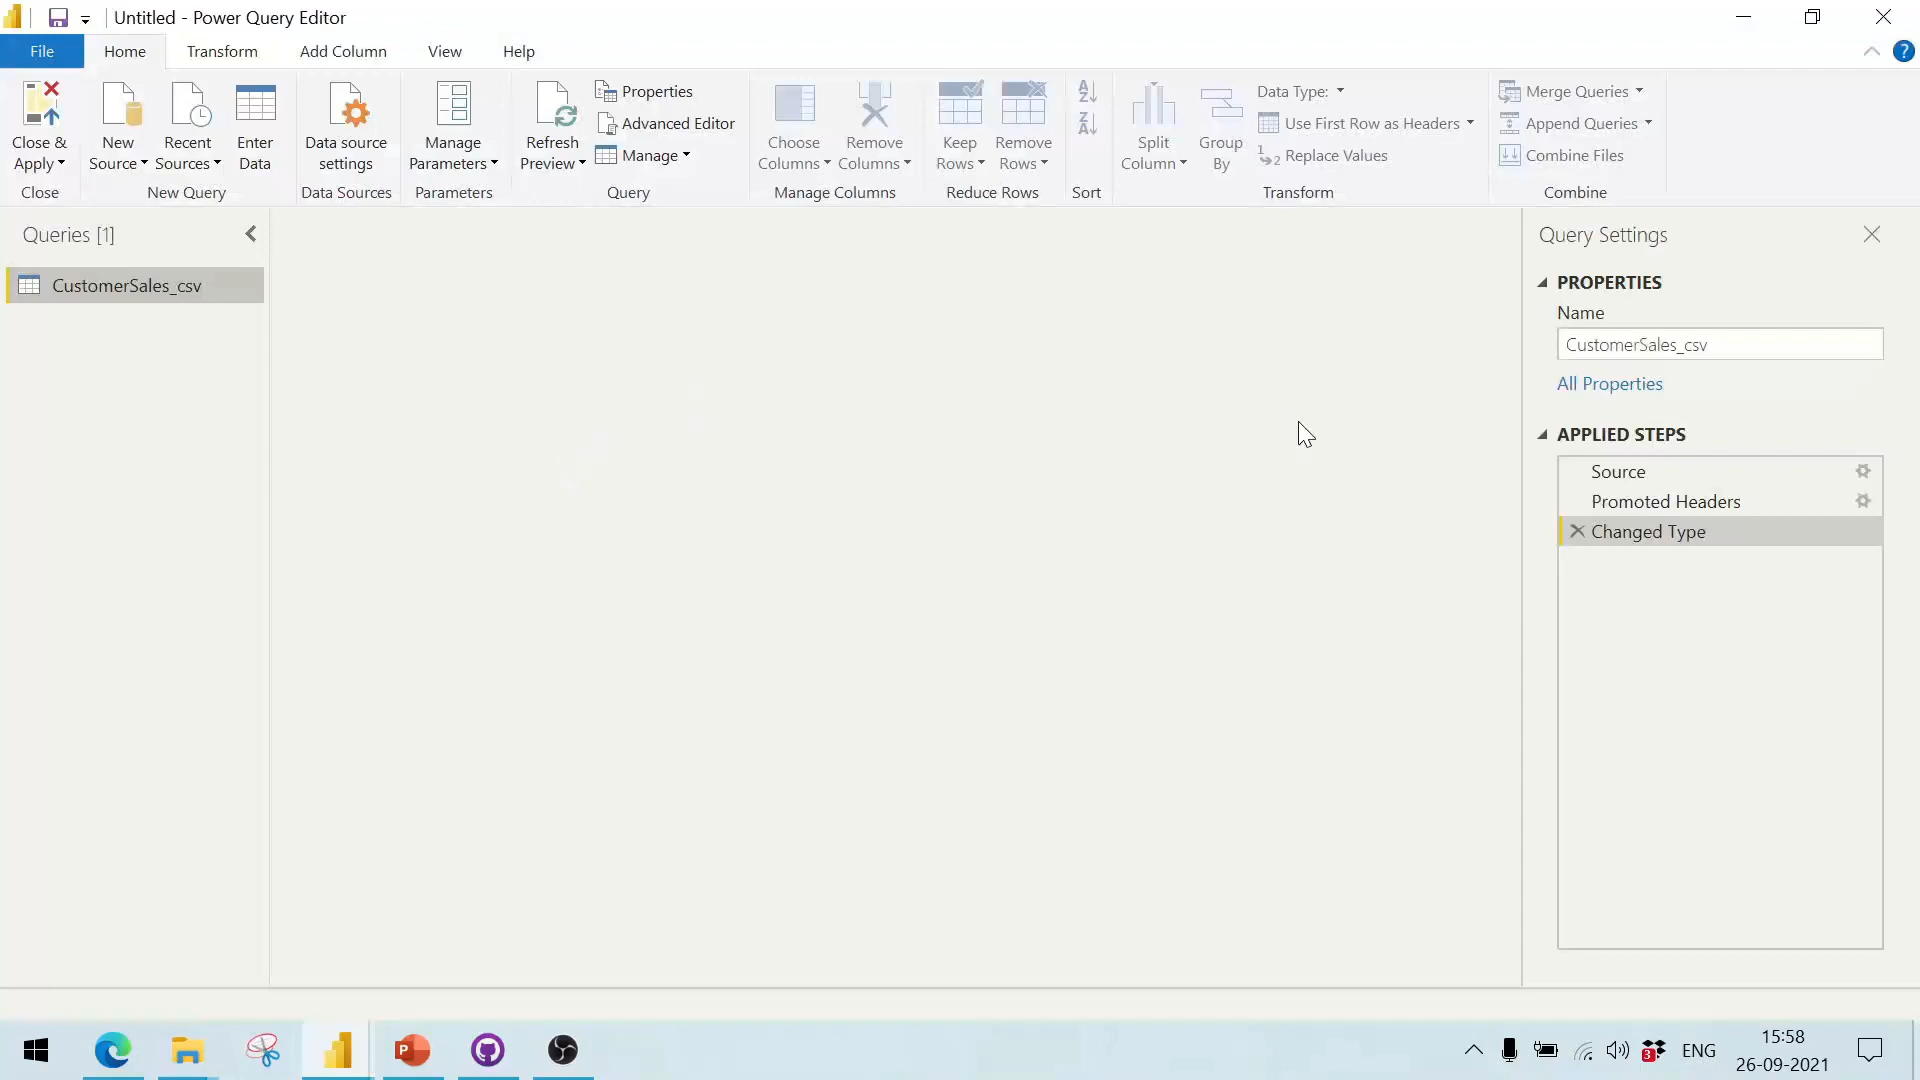 Untitled - Power Query Editor
File Home Transform Add Column View Help
Close & Apply
New Source
Recent Sources
Enter Data
Data source settings
Manage Parameters
Refresh Preview
Properties
Advanced Editor
Manage
Choose Columns
Remove Columns
Keep Rows
Remove Rows
Split Column
Group By
Data Type:
Use First Row as Headers
Replace Values
Merge Queries
Append Queries
Combine Files
Close New Query Data Sources Parameters Query Manage Columns Reduce Rows Sort Transform Combine
Queries [1]
CustomerSales_csv
Query Settings
PROPERTIES
Name
CustomerSales_csv
All Properties
APPLIED STEPS
Source
Promoted Headers
Changed Type
3
ENG
15:58
26-09-2021